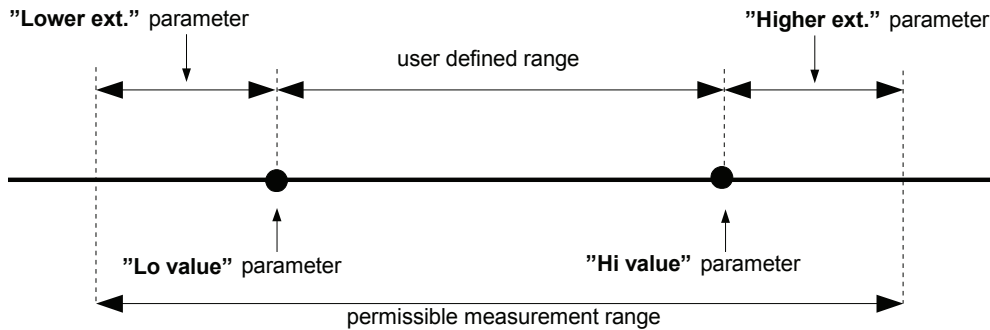 ”Lower ext.” parameter
”Higher ext.” parameter
user defined range
”Lo value” parameter
”Hi value” parameter
permissible measurement range